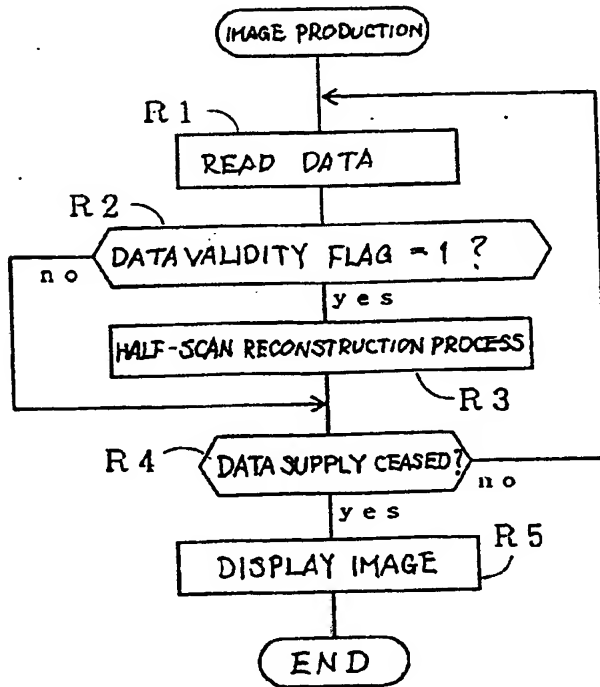 IMAGE PRODUCTION
R 1
READ DATA
R 2
DATA VALIDITY FLAG = 1 ?
no
yes
HALF-SCAN RECONSTRUCTION PROCESS
R 3
R 4
DATA SUPPLY CEASED?
no
yes
R 5
DISPLAY IMAGE
END